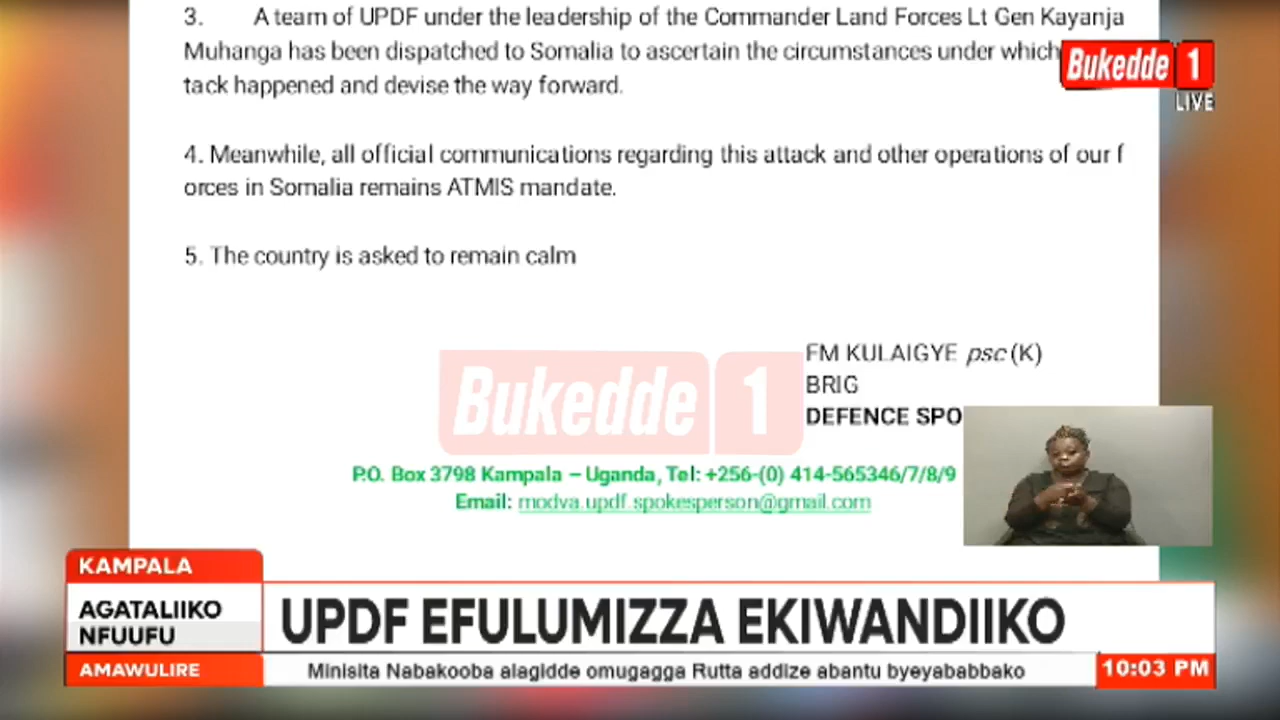 3. A team of UPDF under the leadership of the Commander Land Forces Lt Gen Kayanja
Muhanga has been dispatched to Somalia to ascertain the circumstances under which
tack happened and devise the way forward.
Bukedde 1
LIVE
4. Meanwhile, all official communications regarding this attack and other operations of our f
orces in Somalia remains ATMIS mandate.
5. The country is asked to remain calm
FM KULAIGYE psc (K)
BRIG
DEFENCE SPO
Bukedde 1
P.O. Box 3798 Kampala – Uganda, Tel: +256-(0) 414-565346/7/8/9
Email: modva.updf.spokesperson@gmail.com
KAMPALA
AGATALIIKO
NFUUFU
UPDF EFULUMIZZA EKIWANDIIKO
AMAWULIRE
Minisita Nabakooba alagidde omugagga Rutta addize abantu byeyababbako
10:03 PM